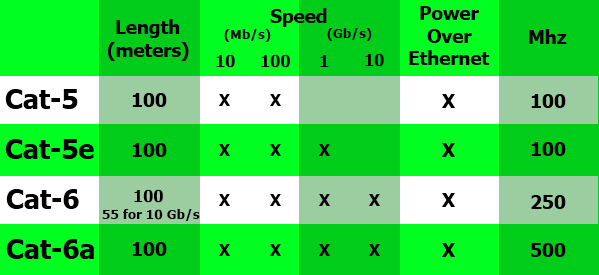 Length (meters) Speed (Mb/s) (Gb/s) 10 100 1 10 Power Over Ethernet Mhz
Cat-5 100 X X X 100
Cat-5e 100 X X X X 100
Cat-6 100 55 for 10 Gb/s X X X X X 250
Cat-6a 100 X X X X X 500